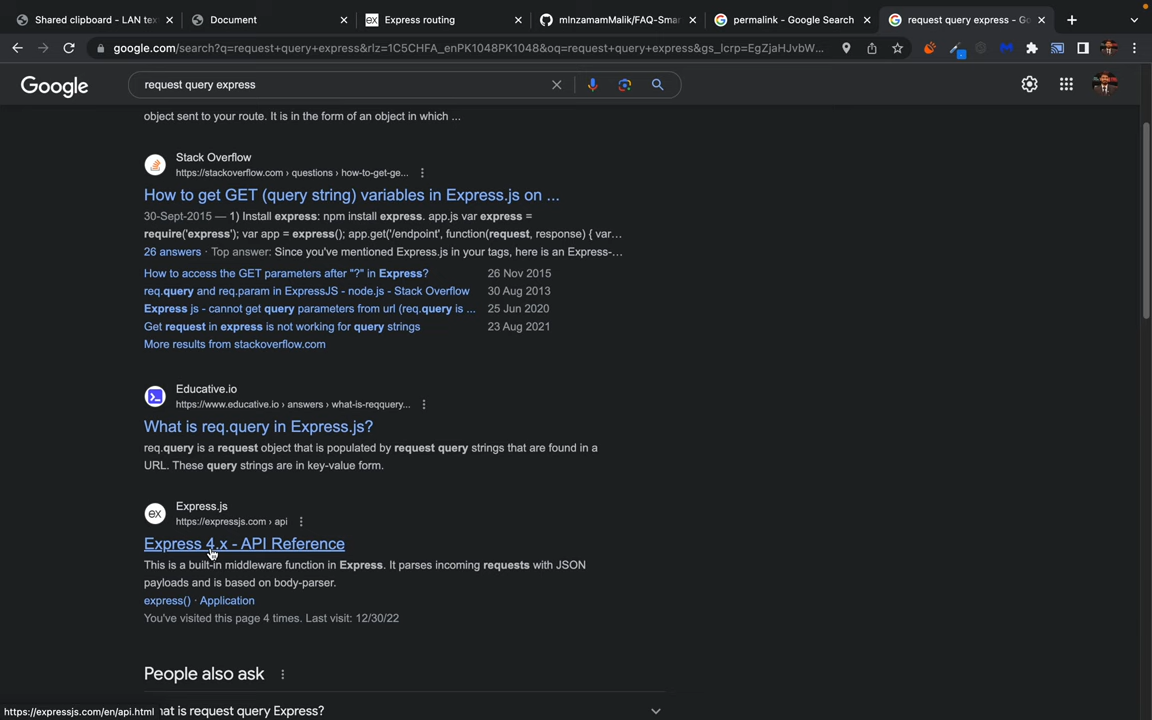 Shared clipboard - LAN tex
Document
Express routing
mInzamamMalik/FAQ-Smar
permalink - Google Search
request query express - Go
google.com/search?q=request+query+express&rlz=1C5CHFA_enPK1048PK1048&oq=request+query+express&gs_lcrp=EgZjaHJvbW...
Google
request query express
object sent to your route. It is in the form of an object in which ...
Stack Overflow
https://stackoverflow.com › questions › how-to-get-ge...
How to get GET (query string) variables in Express.js on ...
30-Sept-2015 — 1) Install express: npm install express. app.js var express =
require('express'); var app = express(); app.get('/endpoint', function(request, response) { var...
26 answers · Top answer: Since you've mentioned Express.js in your tags, here is an Express-...
How to access the GET parameters after "?" in Express? 26 Nov 2015
req.query and req.param in ExpressJS - node.js - Stack Overflow 30 Aug 2013
Express js - cannot get query parameters from url (req.query is ... 25 Jun 2020
Get request in express is not working for query strings 23 Aug 2021
More results from stackoverflow.com
Educative.io
https://www.educative.io › answers › what-is-reqquery...
What is req.query in Express.js?
req.query is a request object that is populated by request query strings that are found in a
URL. These query strings are in key-value form.
ex
Express.js
https://expressjs.com › api
Express 4.x - API Reference
This is a built-in middleware function in Express. It parses incoming requests with JSON
payloads and is based on body-parser.
express() · Application
You've visited this page 4 times. Last visit: 12/30/22
People also ask
https://expressjs.com/en/api.html
at is request query Express?